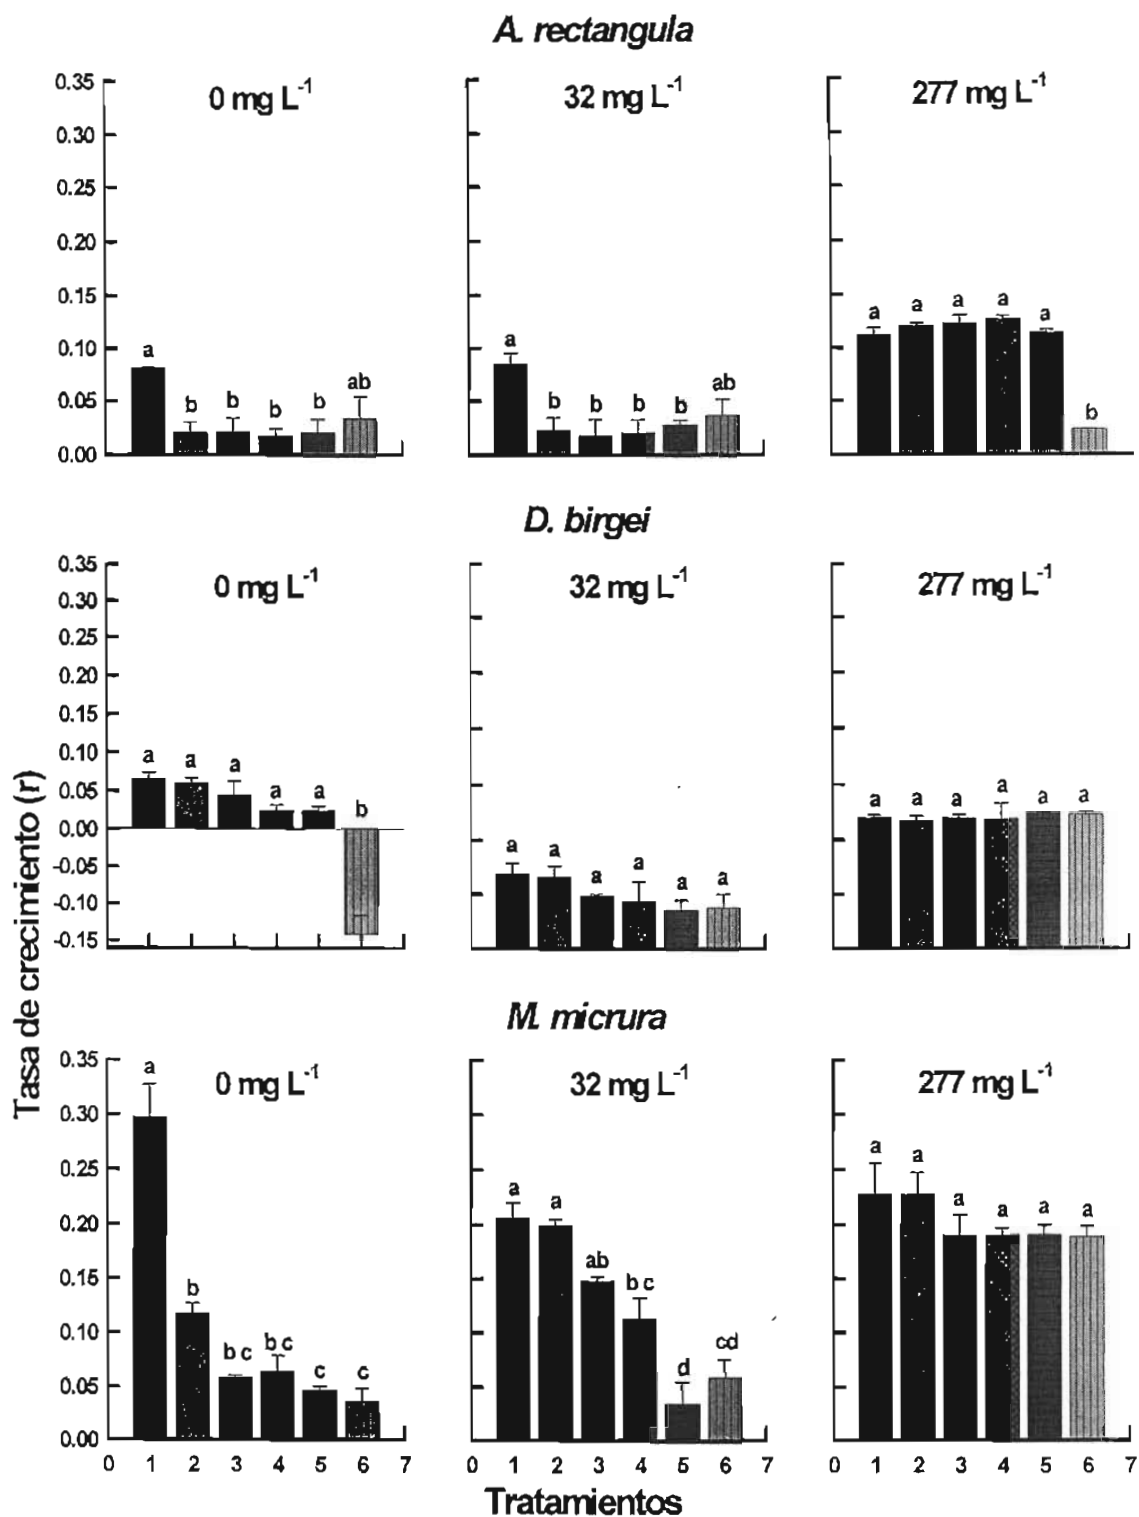 A. rectangula
0 mg L-1
32 mg L-1
277 mg L-1
0.35
0.30
0.25
0.20
0.15
0.10
0.05
0.00
a b b b b ab
a b b b b ab
a a a a a b
D. birgei
0 mg L-1
32 mg L-1
277 mg L-1
0.35
0.30
0.25
0.20
0.15
0.10
0.05
0.00
-0.05
-0.10
-0.15
a a a a a b
a a a a a a
a a a a a a
Tasa de crecimiento (r)
M. micrura
0 mg L-1
32 mg L-1
277 mg L-1
0.35
0.30
0.25
0.20
0.15
0.10
0.05
0.00
a b b c b c c c
a a ab b c d cd
a a a a a a
0 1 2 3 4 5 6 7
0 1 2 3 4 5 6 7
0 1 2 3 4 5 6 7
Tratamientos